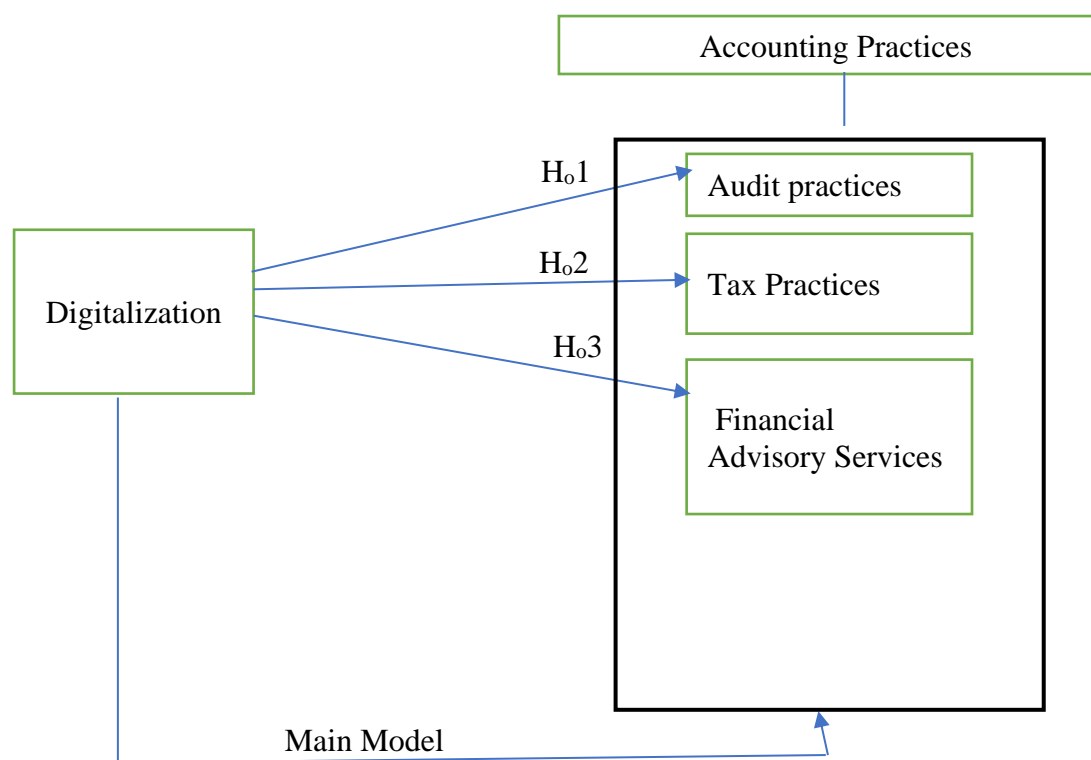 Accounting Practices
Hₒ1
Audit practices
Hₒ2
Tax Practices
Digitalization
Hₒ3
Financial
Advisory Services
Main Model